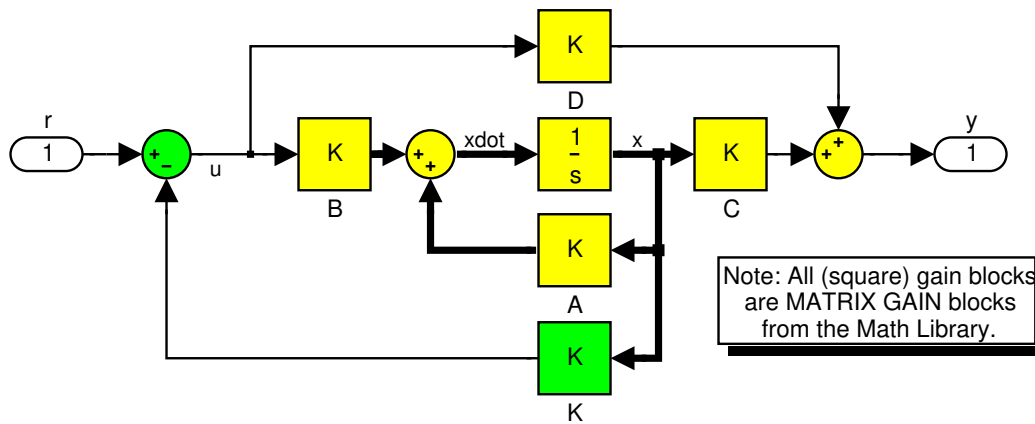 K
D
r
1
+
−
u
K
B
+
+
xdot
1
s
x
K
C
+
+
y
1
K
A
K
K
Note: All (square) gain blocks
are MATRIX GAIN blocks
from the Math Library.